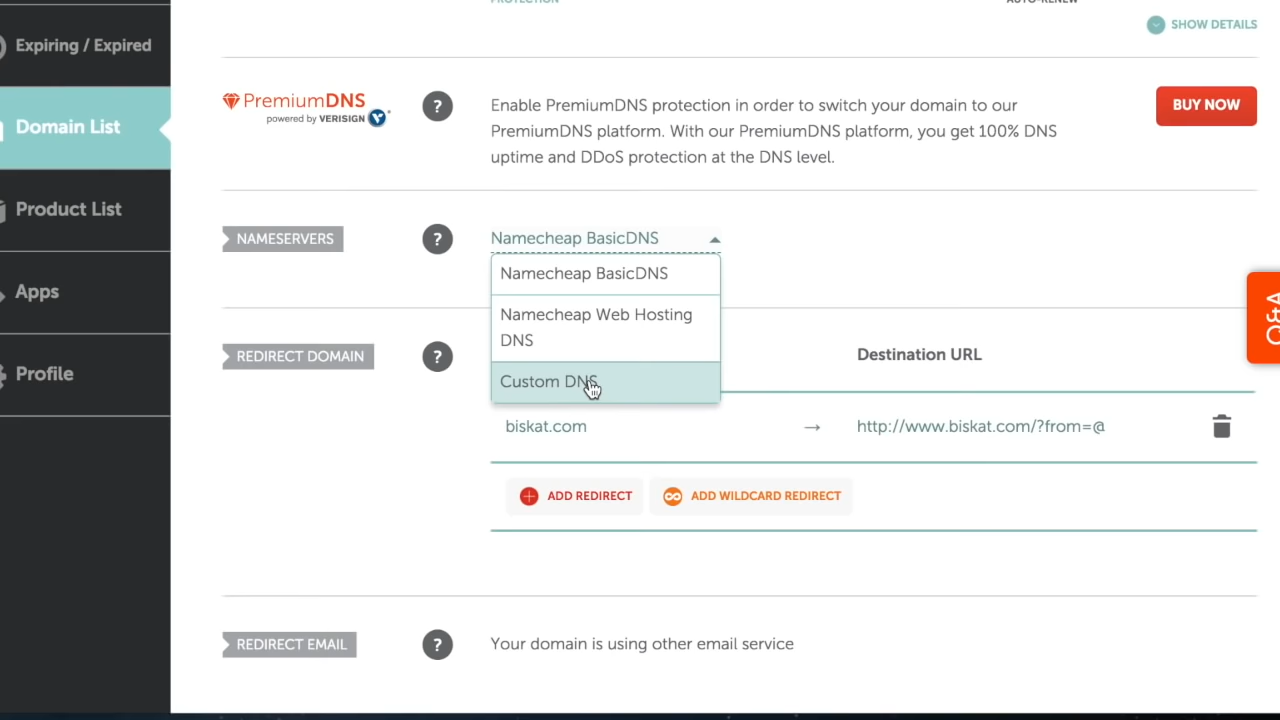 PROTECTION
AUTO-RENEW
SHOW DETAILS
Expiring / Expired
Domain List
Product List
Apps
Profile
PremiumDNS
powered by VERISIGN
?
Enable PremiumDNS protection in order to switch your domain to our
PremiumDNS platform. With our PremiumDNS platform, you get 100% DNS
uptime and DDoS protection at the DNS level.
BUY NOW
NAMESERVERS
?
Namecheap BasicDNS
Namecheap BasicDNS
Namecheap Web Hosting
DNS
Custom DNS
REDIRECT DOMAIN
?
Destination URL
biskat.com
→
http://www.biskat.com/?from=@
ADD REDIRECT
ADD WILDCARD REDIRECT
REDIRECT EMAIL
?
Your domain is using other email service
Q&A